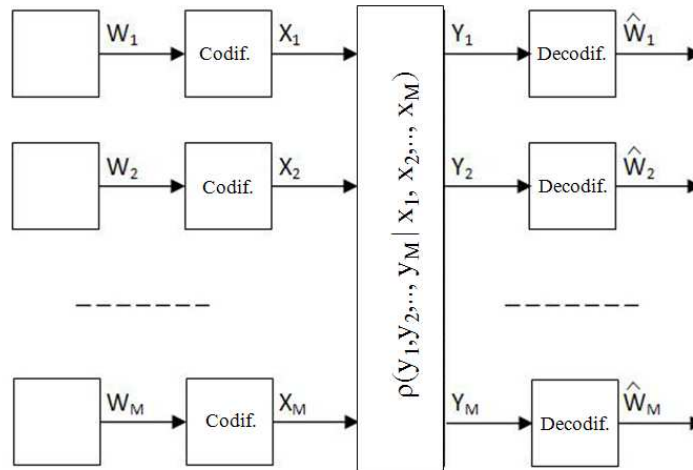 W₁ Codif. X₁ Y₁ Decodif. Ŵ₁
W₂ Codif. X₂ Y₂ Decodif. Ŵ₂
ρ(y₁,y₂,.., y_M | x₁, x₂,.., x_M)
W_M Codif. X_M Y_M Decodif. Ŵ_M